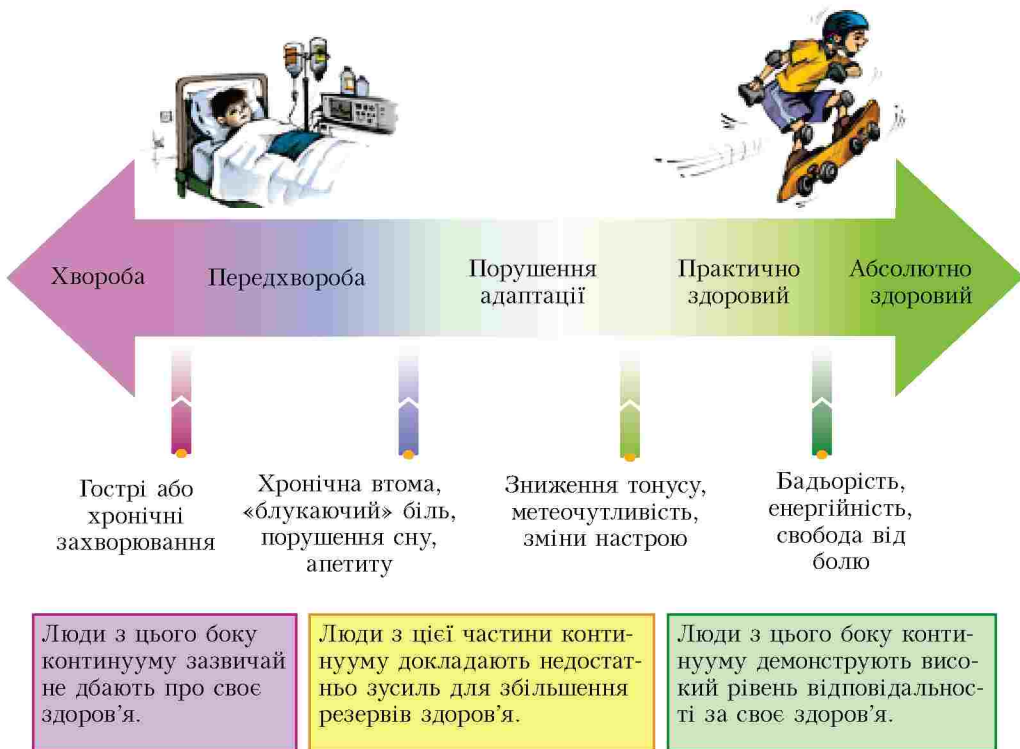 Хвороба
Передхвороба
Порушення
адаптації
Практично
здоровий
Абсолютно
здоровий
Гострі або
хронічні
захворювання
Хронічна втома,
«блукаючий» біль,
порушення сну,
апетиту
Зниження тонусу,
метеочутливість,
зміни настрою
Бадьорість,
енергійність,
свобода від
болю
Люди з цього боку
континууму зазвичай
не дбають про своє
здоров'я.
Люди з цієї частини конти-
нууму докладають недостат-
ньо зусиль для збільшення
резервів здоров'я.
Люди з цього боку конти-
нууму демонструють висо-
кий рівень відповідальнос-
ті за своє здоров'я.